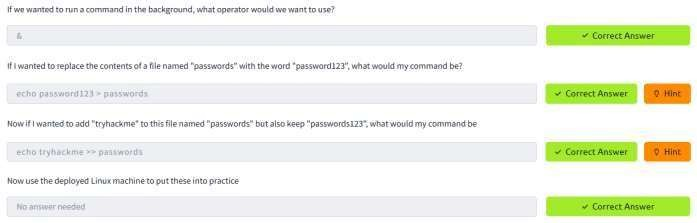 If we wanted to run a command in the background, what operator would we want to use?
&
✓ Correct Answer
If I wanted to replace the contents of a file named "passwords" with the word "password123", what would my command be?
echo password123 > passwords
✓ Correct Answer
Hint
Now if I wanted to add "tryhackme" to this file named "passwords" but also keep "passwords123", what would my command be
echo tryhackme >> passwords
✓ Correct Answer
Hint
Now use the deployed Linux machine to put these into practice
No answer needed
✓ Correct Answer